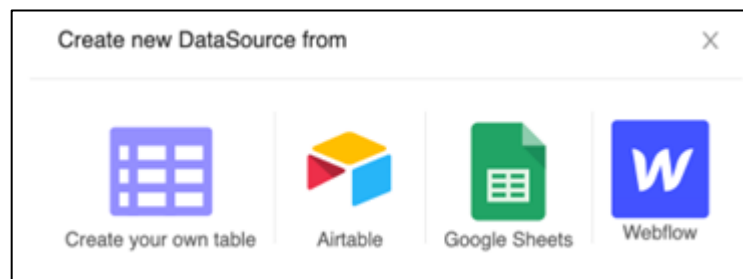 Create new DataSource from
Create your own table
Airtable
Google Sheets
W
Webflow